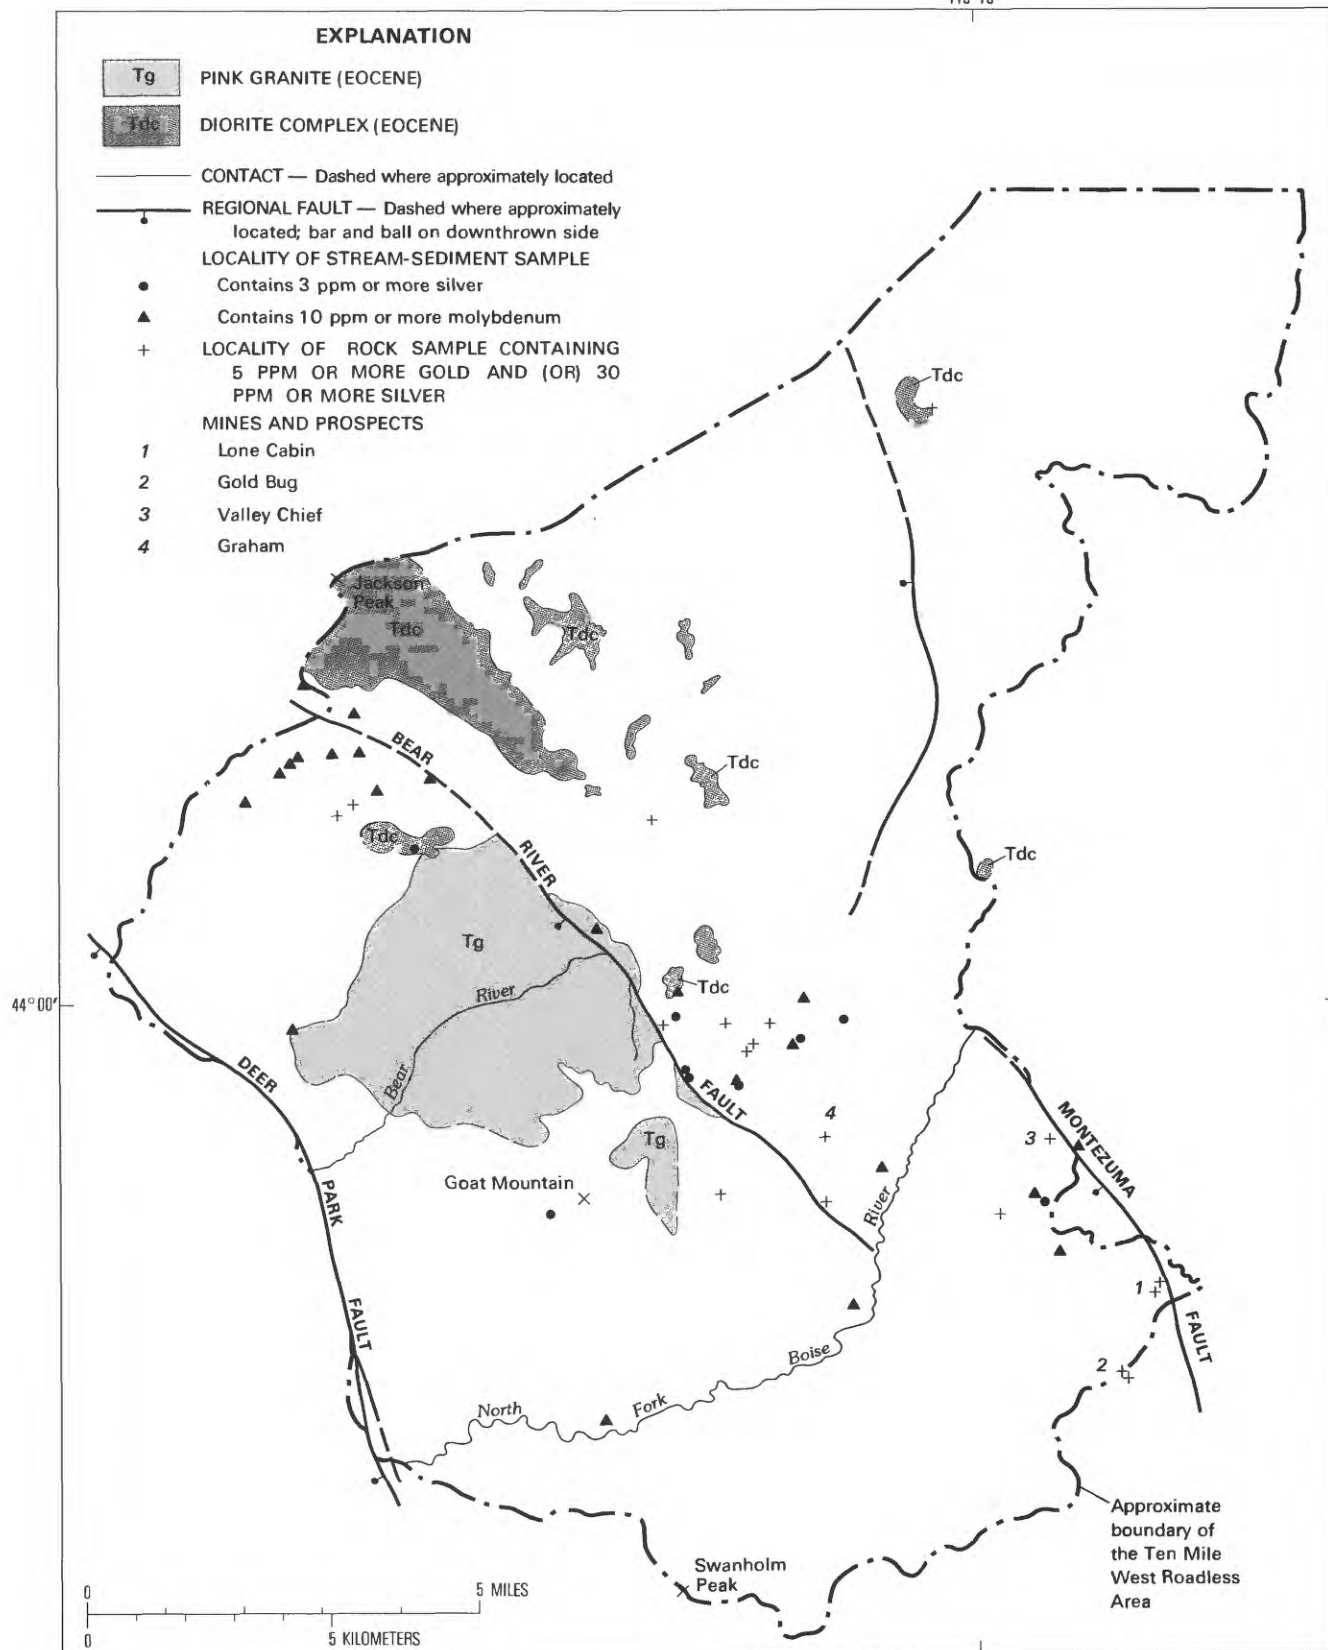 EXPLANATION
Tg PINK GRANITE (EOCENE)
Tdc DIORITE COMPLEX (EOCENE)
CONTACT — Dashed where approximately located
REGIONAL FAULT — Dashed where approximately
located; bar and ball on downthrown side
LOCALITY OF STREAM-SEDIMENT SAMPLE
Contains 3 ppm or more silver
Contains 10 ppm or more molybdenum
LOCALITY OF ROCK SAMPLE CONTAINING
5 PPM OR MORE GOLD AND (OR) 30
PPM OR MORE SILVER
MINES AND PROSPECTS
1 Lone Cabin
2 Gold Bug
3 Valley Chief
4 Graham
Tdc
Jackson
Peak
Tdc
Tdc
BEAR
RIVER
FAULT
Tdc
Tdc
Tdc
Tg
River
Bear
Tdc
44°00'
DEER
PARK
FAULT
4
3
MONTEZUMA
FAULT
Tg
Goat Mountain
River
1
2
Boise
Fork
North
Approximate
boundary of
the Ten Mile
West Roadless
Area
Swanholm
Peak
0 5 MILES
0 5 KILOMETERS